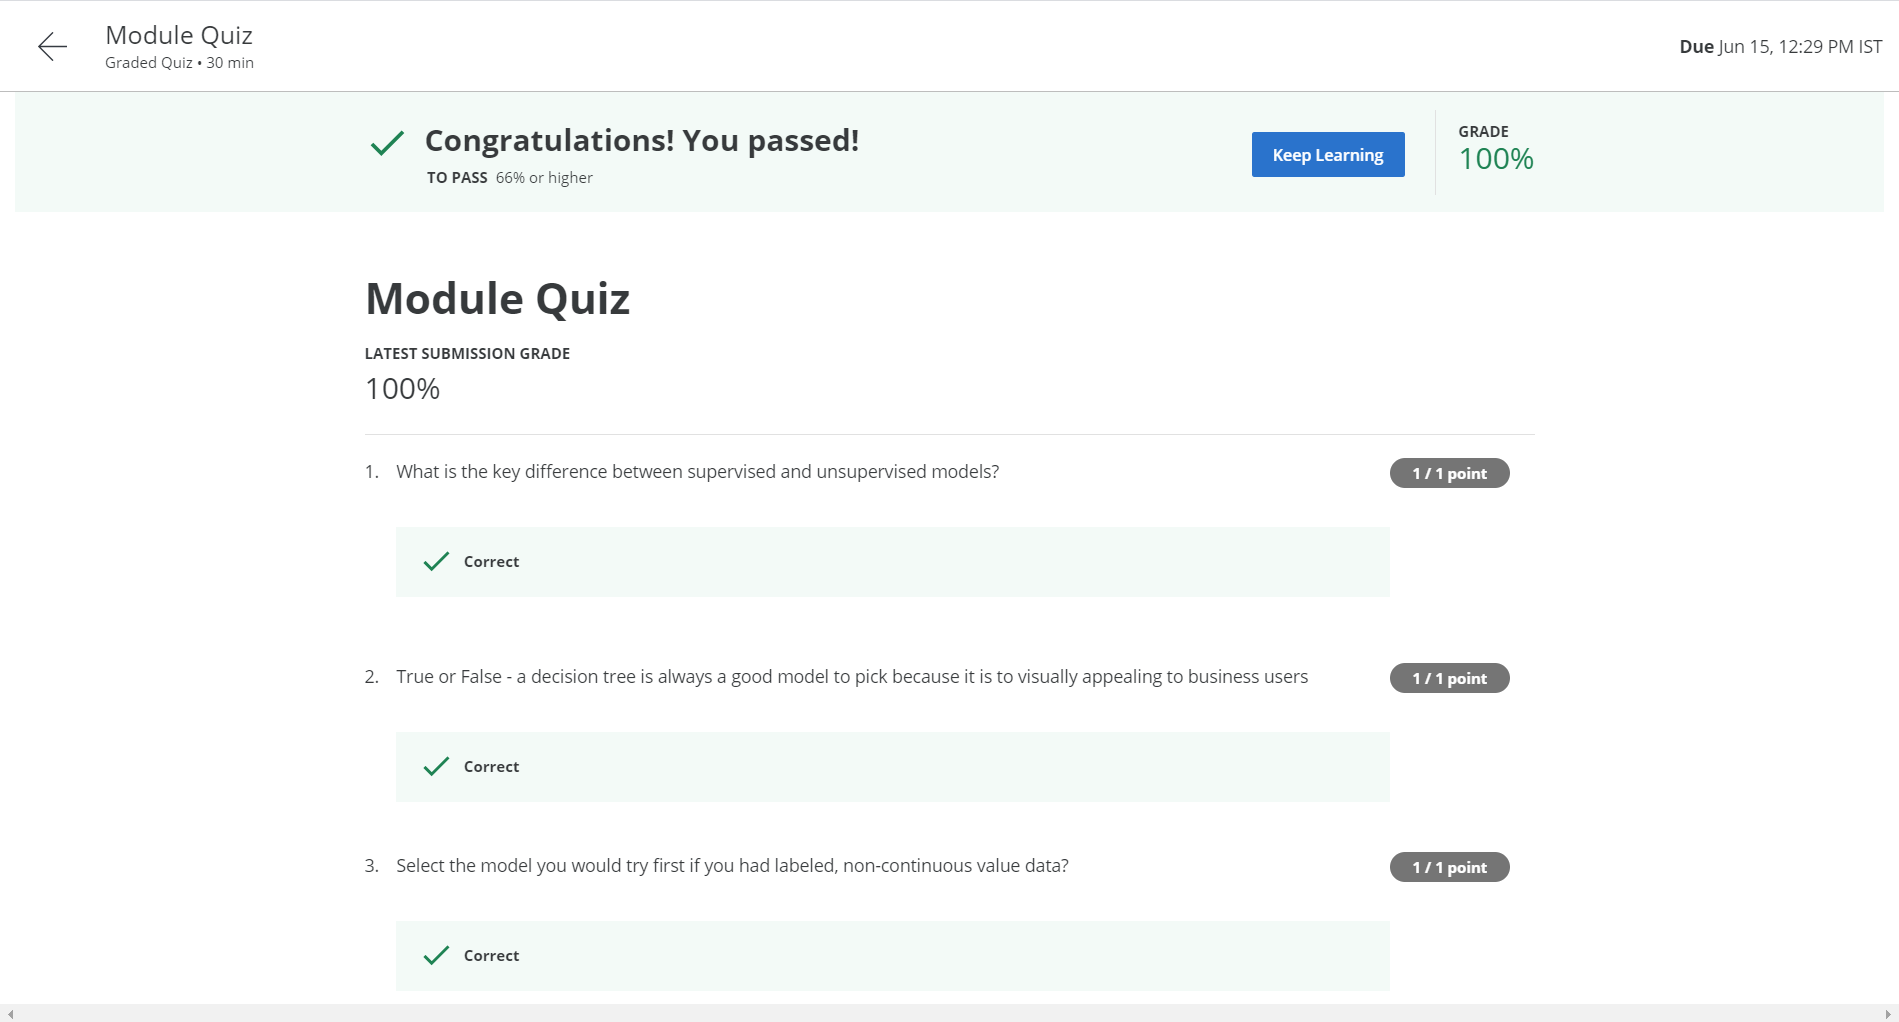 Module Quiz
Graded Quiz • 30 min
Due Jun 15, 12:29 PM IST
Congratulations! You passed!
TO PASS 66% or higher
Keep Learning
GRADE
100%
Module Quiz
LATEST SUBMISSION GRADE
100%
1. What is the key difference between supervised and unsupervised models?
1 / 1 point
Correct
2. True or False - a decision tree is always a good model to pick because it is to visually appealing to business users
1 / 1 point
Correct
3. Select the model you would try first if you had labeled, non-continuous value data?
1 / 1 point
Correct